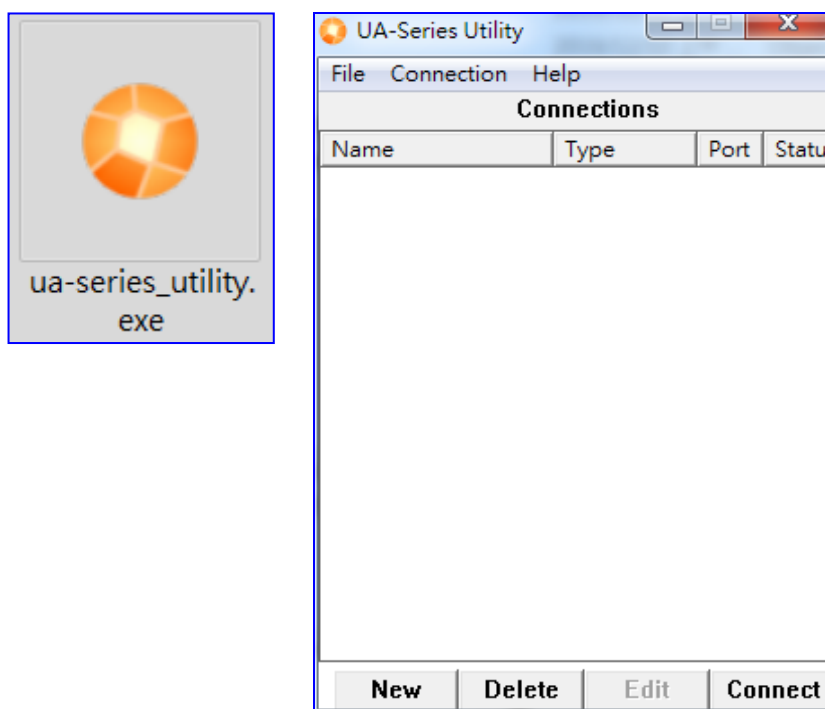 ua-series_utility.
exe
UA-Series Utility
File Connection Help
Connections
Name Type Port Statu
New Delete Edit Connect